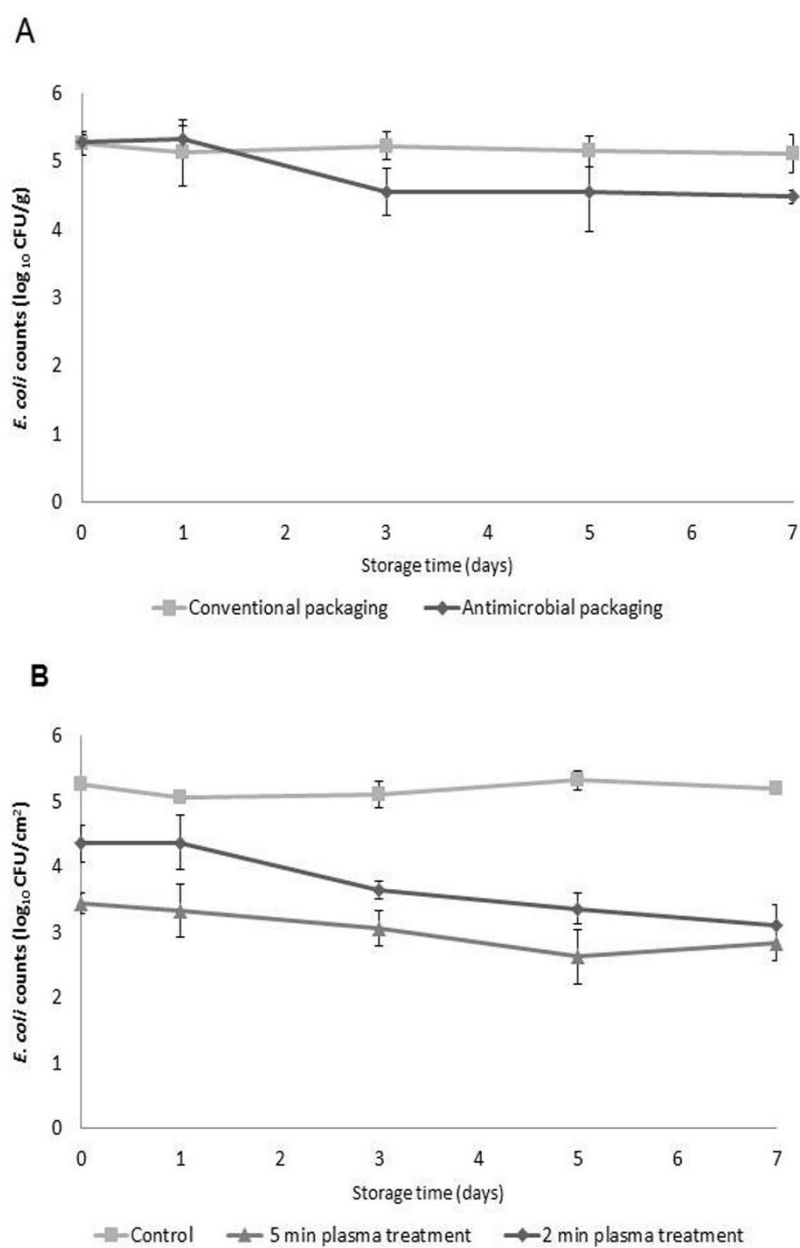 A
6
5
4
3
2
1
0
E. coli counts (log10 CFU/g)
0 1 2 3 4 5 6 7
Storage time (days)
Conventional packaging Antimicrobial packaging
B
6
5
4
3
2
1
0
E. coli counts (log10 CFU/cm²)
0 1 2 3 4 5 6 7
Storage time (days)
Control 5 min plasma treatment 2 min plasma treatment